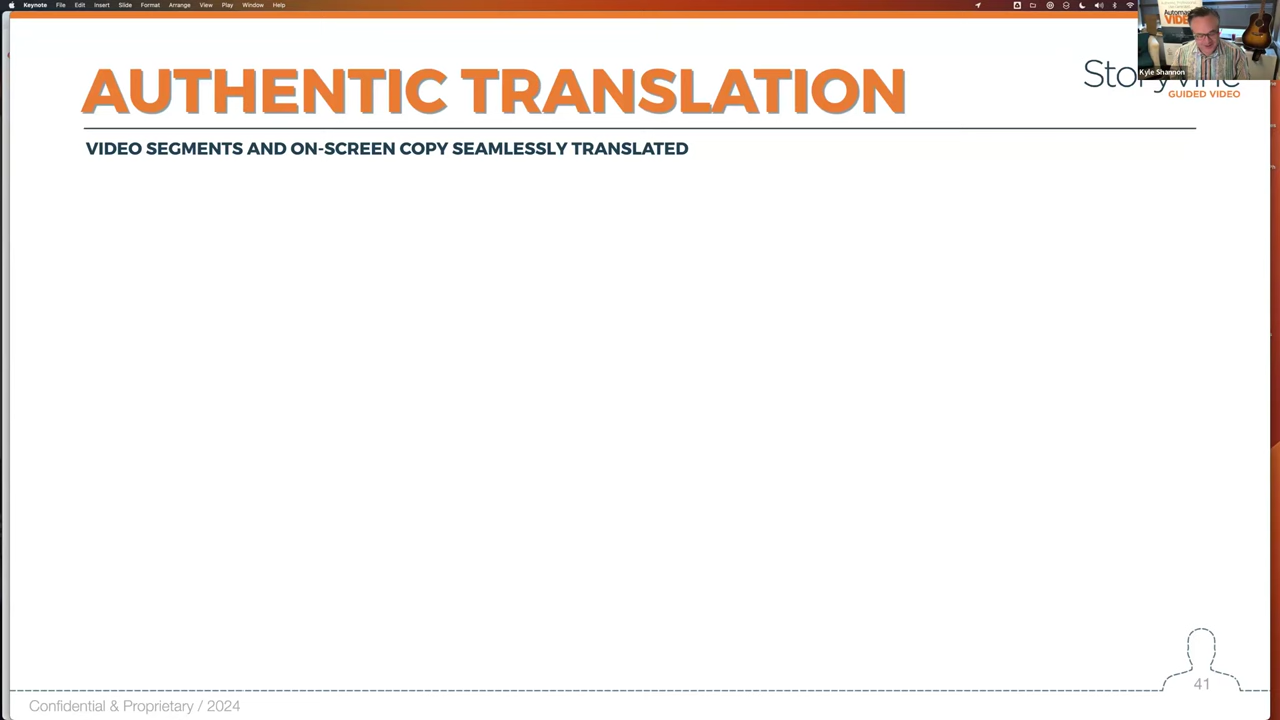 Keynote File Edit Insert Slide Format Arrange View Play Window Help
Kyle Shannon
AUTHENTIC TRANSLATION
GUIDED VIDEO
VIDEO SEGMENTS AND ON-SCREEN COPY SEAMLESSLY TRANSLATED
41
Confidential & Proprietary / 2024